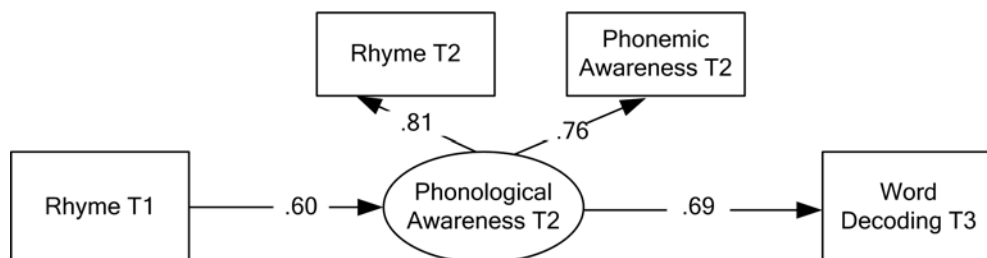 Rhyme T2
Phonemic
Awareness T2
.81
.76
Rhyme T1
.60
Phonological
Awareness T2
.69
Word
Decoding T3